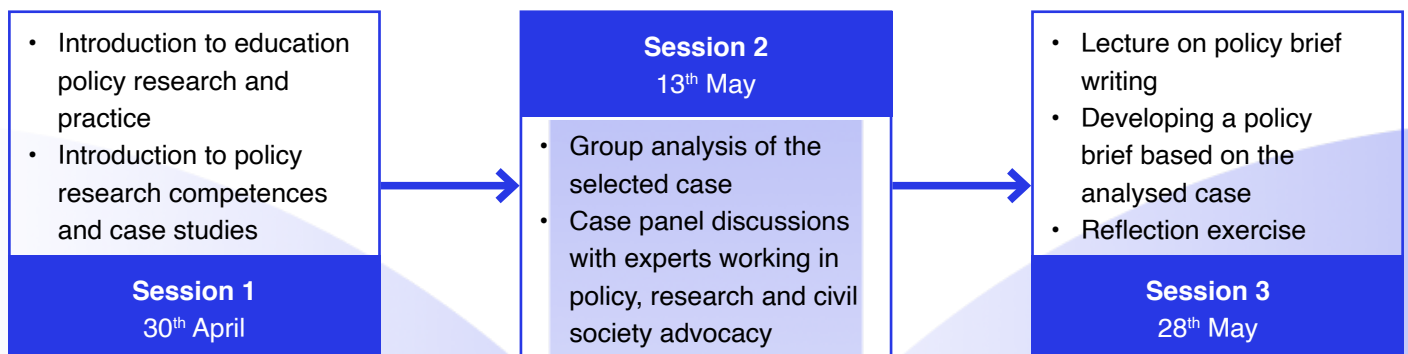 • Introduction to education
policy research and
practice
• Introduction to policy
research competences
and case studies
Session 1
30th April
Session 2
13th May
• Group analysis of the
selected case
• Case panel discussions
with experts working in
policy, research and civil
society advocacy
• Lecture on policy brief
writing
• Developing a policy
brief based on the
analysed case
• Reflection exercise
Session 3
28th May